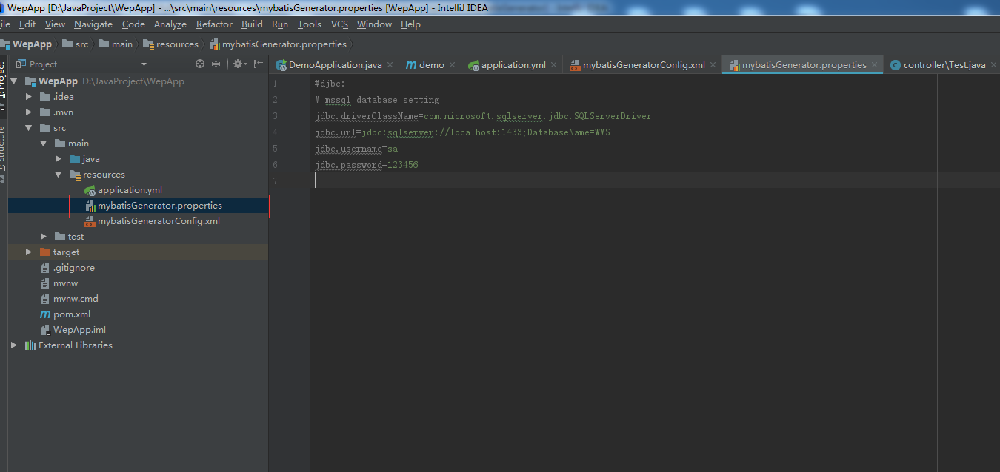 WepApp [D:\JavaProject\WepApp] - ...\src\main\resources\mybatisGenerator.properties [WepApp] - IntelliJ IDEA
ile Edit View Navigate Code Analyze Refactor Build Run Tools VCS Window Help
WepApp src main resources mybatisGenerator.properties
Project
DemoApplication.java demo application.yml mybatisGeneratorConfig.xml mybatisGenerator.properties controller\Test.java
1: Project
7: Structure
WepApp D:\JavaProject\WepApp
.idea
.mvn
src
main
java
resources
application.yml
mybatisGenerator.properties
mybatisGeneratorConfig.xml
test
target
.gitignore
mvnw
mvnw.cmd
pom.xml
WepApp.iml
External Libraries
1 #djbc:
2 # mssql database setting
3 jdbc.driverClassName=com.microsoft.sqlserver.jdbc.SQLServerDriver
4 jdbc.url=jdbc:sqlserver://localhost:1433;DatabaseName=WMS
5 jdbc.username=sa
6 jdbc.password=123456
7